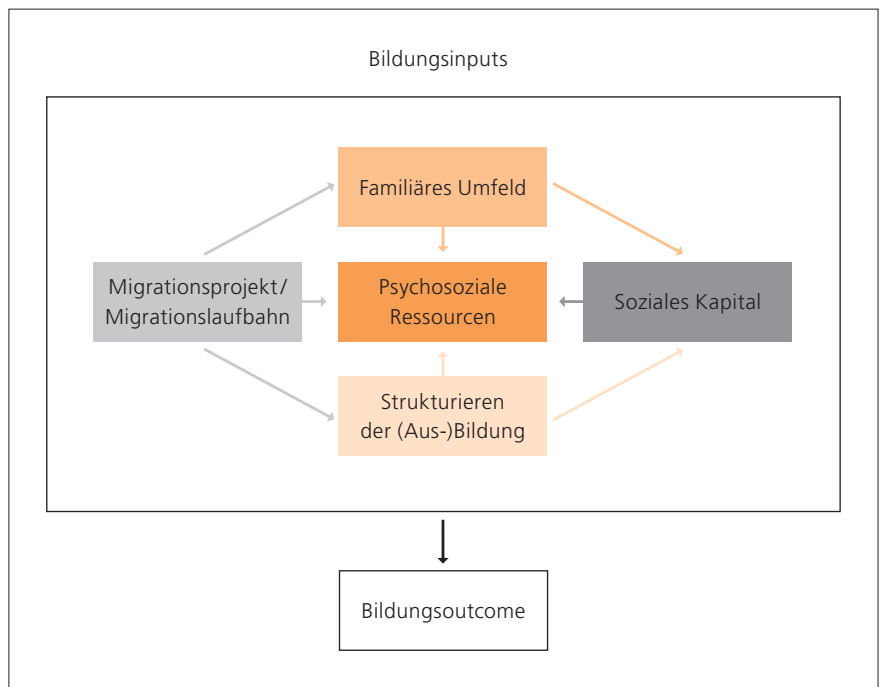 Bildungsinputs
Familiäres Umfeld
Migrationsprojekt/
Migrationslaufbahn
Psychosoziale
Ressourcen
Soziales Kapital
Strukturieren
der (Aus-)Bildung
Bildungsoutcome